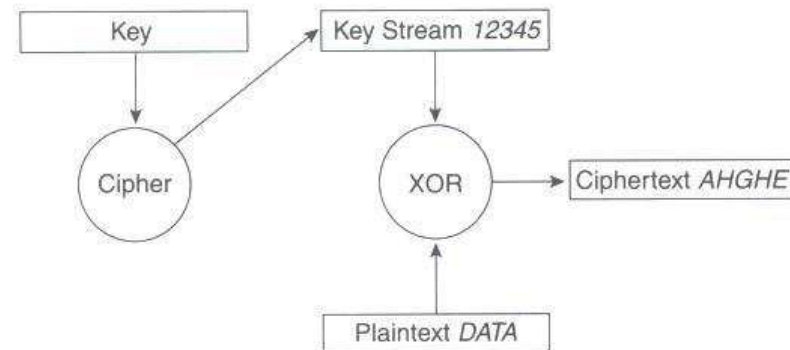 Key
Key Stream 12345
Cipher
XOR
Ciphertext AHGHE
Plaintext DATA